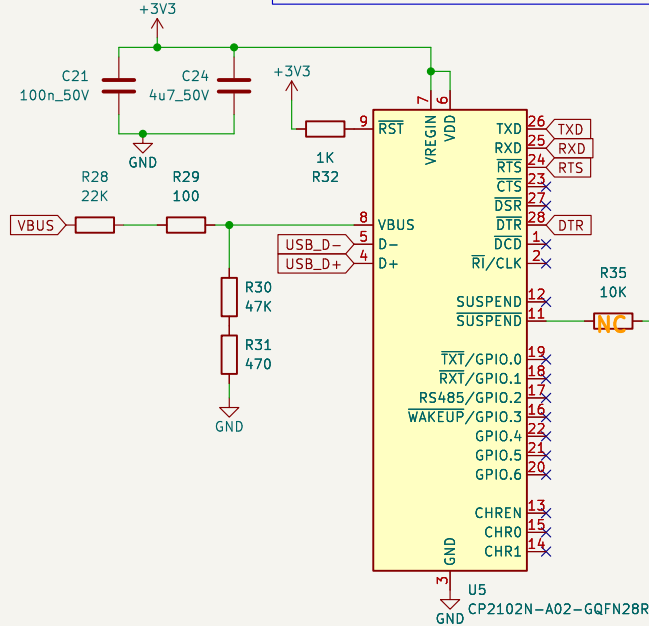 +3V3
C21
100n_50V
C24
4u7_50V
GND
+3V3
1K
R32
R28
22K
R29
100
VBUS
USB_D-
USB_D+
R30
47K
R31
470
GND
9 RST
8 VBUS
5 D-
4 D+
7 VREGIN
6 VDD
TXD 26 TXD
RXD 25 RXD
RTS 24 RTS
CTS 23
DSR 27
DTR 28 DTR
DCD 1
RI/CLK 2
SUSPEND 12
SUSPEND 11
R35
10K
NC
TXT/GPIO.0 19
RXT/GPIO.1 18
RS485/GPIO.2 17
WAKEUP/GPIO.3 16
GPIO.4 22
GPIO.5 21
GPIO.6 20
CHREN 13
CHR0 15
CHR1 14
GND
3
GND
U5
CP2102N-A02-GQFN28R